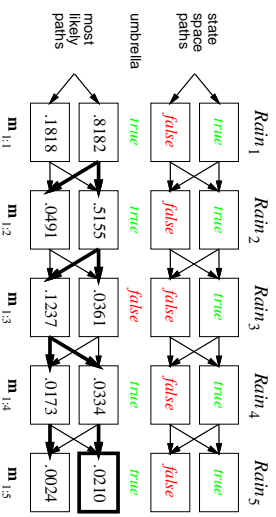 Rain1 Rain2 Rain3 Rain4 Rain5
state
space
paths
true true true true true
false false false false false
umbrella
true true false true true
most
likely
paths
.8182 .5155 .0361 .0334 .0210
.1818 .0491 .1237 .0173 .0024
m1:1 m1:2 m1:3 m1:4 m1:5